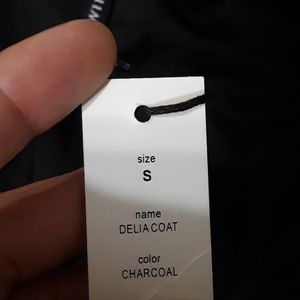 size
S
name
DELIA COAT
color
CHARCOAL